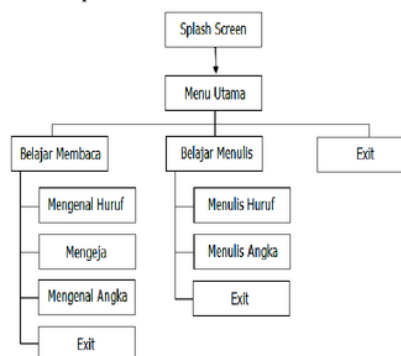 Splash Screen
Menu Utama
Belajar Membaca
Belajar Menulis
Exit
Mengenal Huruf
Mengeja
Mengenal Angka
Exit
Menulis Huruf
Menulis Angka
Exit